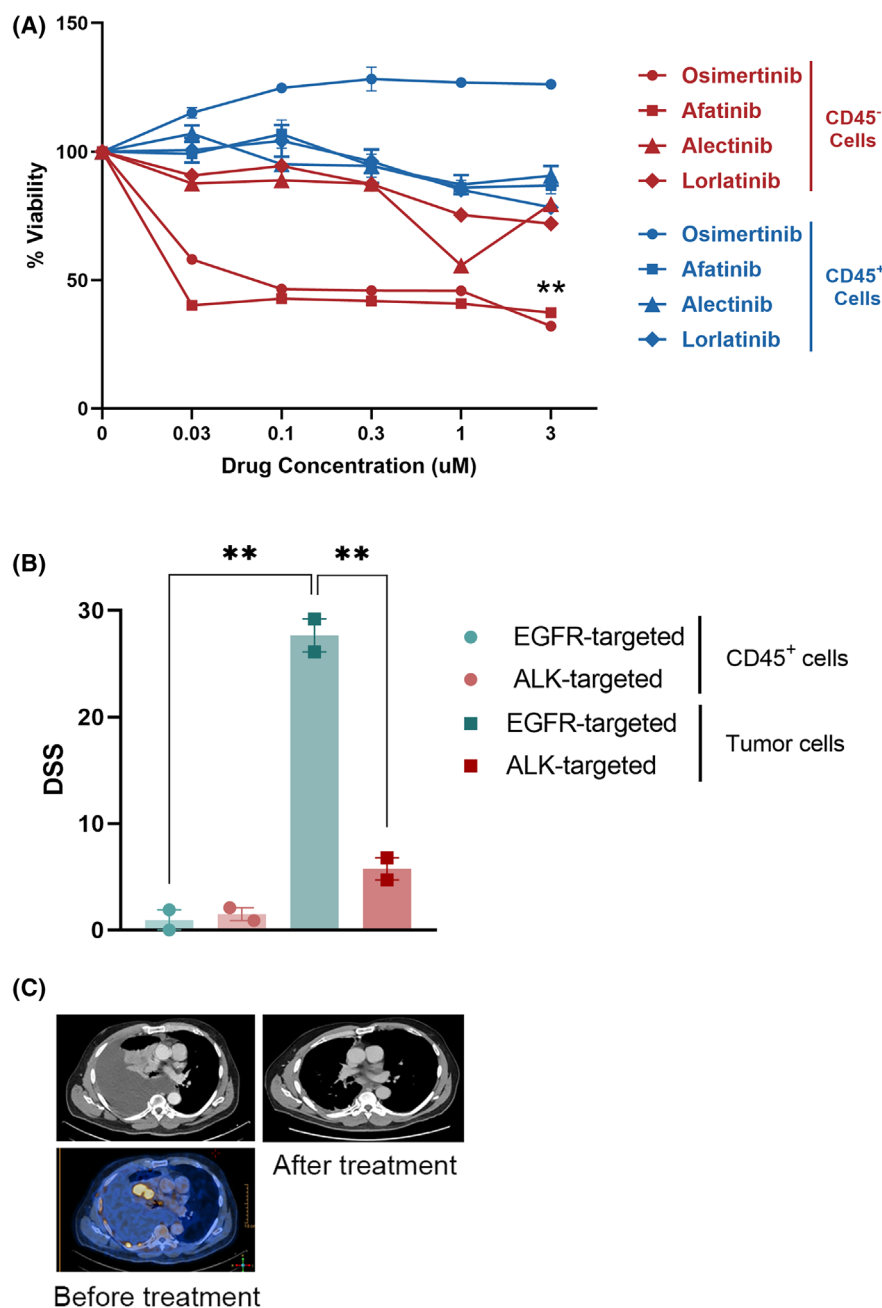 (A)
150
100
50
0
% Viability
0 0.03 0.1 0.3 1 3
Drug Concentration (uM)
**
Osimertinib
Afatinib
Alectinib
Lorlatinib
CD45-
Cells
Osimertinib
Afatinib
Alectinib
Lorlatinib
CD45+
Cells
(B)
** **
30
20
10
0
DSS
EGFR-targeted
ALK-targeted
CD45+ cells
EGFR-targeted
ALK-targeted
Tumor cells
(C)
After treatment
Before treatment